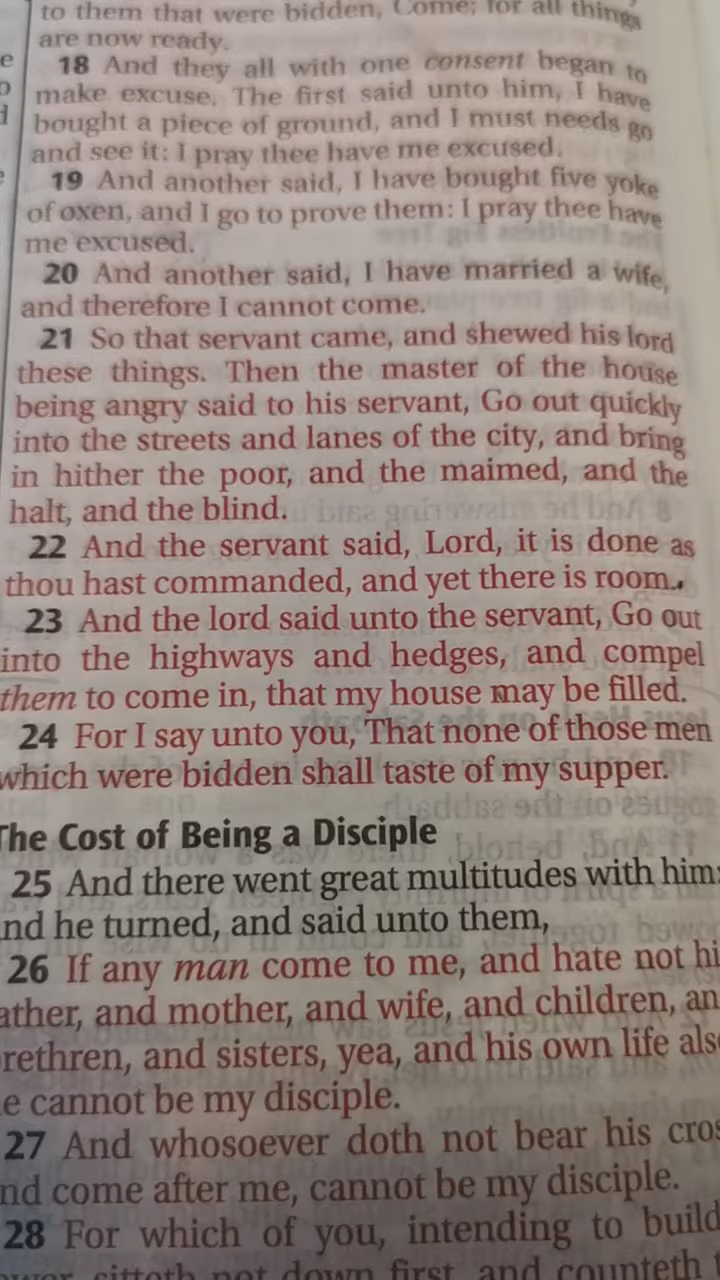 to them that were bidden, Come; for all things
are now ready.
18 And they all with one consent began to
make excuse. The first said unto him, I have
bought a piece of ground, and I must needs go
and see it: I pray thee have me excused.
19 And another said, I have bought five yoke
of oxen, and I go to prove them: I pray thee have
me excused.
20 And another said, I have married a wife,
and therefore I cannot come.
21 So that servant came, and shewed his lord
these things. Then the master of the house
being angry said to his servant, Go out quickly
into the streets and lanes of the city, and bring
in hither the poor, and the maimed, and the
halt, and the blind.
22 And the servant said, Lord, it is done as
thou hast commanded, and yet there is room.
23 And the lord said unto the servant, Go out
into the highways and hedges, and compel
them to come in, that my house may be filled.
24 For I say unto you, That none of those men
which were bidden shall taste of my supper.
The Cost of Being a Disciple
25 And there went great multitudes with him:
nd he turned, and said unto them,
26 If any man come to me, and hate not hi
ather, and mother, and wife, and children, an
rethren, and sisters, yea, and his own life als
e cannot be my disciple.
27 And whosoever doth not bear his cros
nd come after me, cannot be my disciple.
28 For which of you, intending to build
sitteth not down first, and counteth